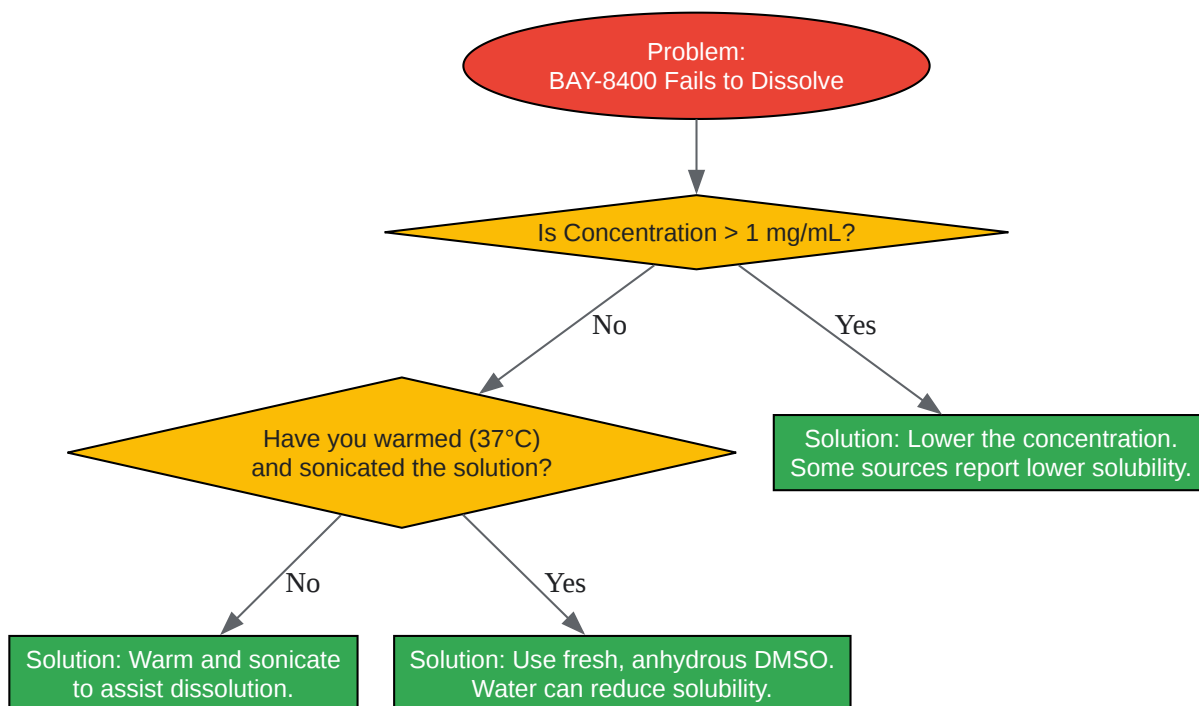 Problem:
BAY-8400 Fails to Dissolve
Is Concentration > 1 mg/mL?
No
Yes
Have you warmed (37°C)
and sonicated the solution?
Solution: Lower the concentration.
Some sources report lower solubility.
No
Yes
Solution: Warm and sonicate
to assist dissolution.
Solution: Use fresh, anhydrous DMSO.
Water can reduce solubility.